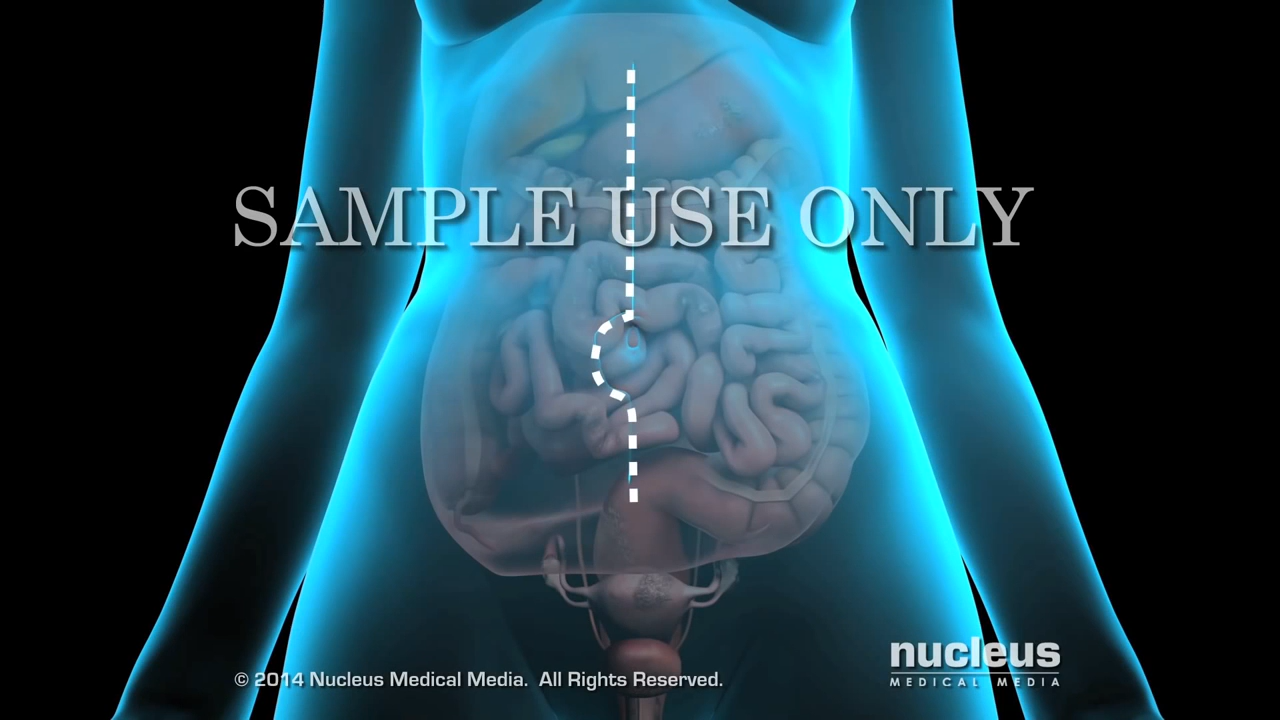 SAMPLE USE ONLY
© 2014 Nucleus Medical Media. All Rights Reserved.
nucleus
MEDICAL MEDIA